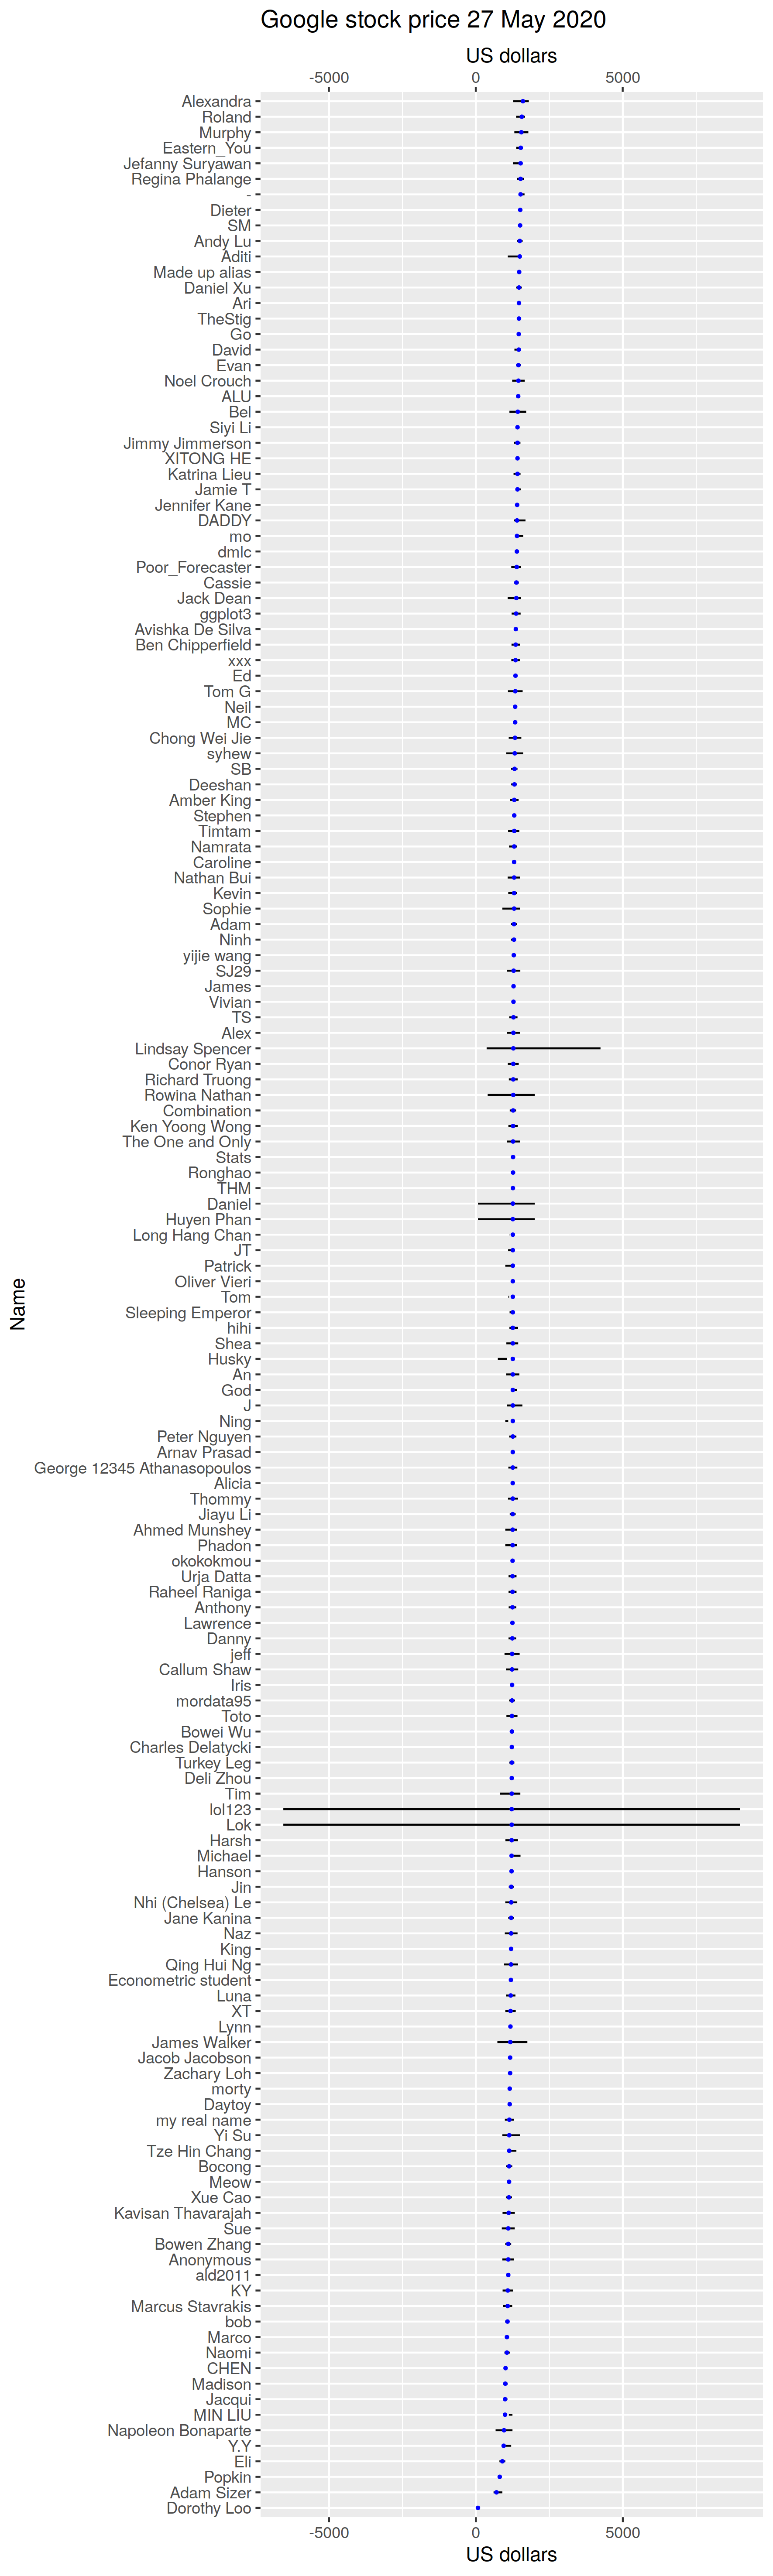 Google stock price 27 May 2020
US dollars
-5000 0 5000
Alexandra
Roland
Murphy
Eastern_You
Jefanny Suryawan
Regina Phalange
-
Dieter
SM
Andy Lu
Aditi
Made up alias
Daniel Xu
Ari
TheStig
Go
David
Evan
Noel Crouch
ALU
Bel
Siyi Li
Jimmy Jimmerson
XITONG HE
Katrina Lieu
Jamie T
Jennifer Kane
DADDY
mo
dmlc
Poor_Forecaster
Cassie
Jack Dean
ggplot3
Avishka De Silva
Ben Chipperfield
xxx
Ed
Tom G
Neil
MC
Chong Wei Jie
syhew
SB
Deeshan
Amber King
Stephen
Timtam
Namrata
Caroline
Nathan Bui
Kevin
Sophie
Adam
Ninh
yijie wang
SJ29
James
Vivian
TS
Alex
Lindsay Spencer
Conor Ryan
Richard Truong
Rowina Nathan
Combination
Ken Yoong Wong
The One and Only
Stats
Ronghao
THM
Daniel
Huyen Phan
Long Hang Chan
JT
Patrick
Oliver Vieri
Tom
Sleeping Emperor
hihi
Shea
Husky
An
God
J
Ning
Peter Nguyen
Arnav Prasad
George 12345 Athanasopoulos
Alicia
Thommy
Jiayu Li
Ahmed Munshey
Phadon
okokokmou
Urja Datta
Raheel Raniga
Anthony
Lawrence
Danny
jeff
Callum Shaw
Iris
mordata95
Toto
Bowei Wu
Charles Delatycki
Turkey Leg
Deli Zhou
Tim
lol123
Lok
Harsh
Michael
Hanson
Jin
Nhi (Chelsea) Le
Jane Kanina
Naz
King
Qing Hui Ng
Econometric student
Luna
XT
Lynn
James Walker
Jacob Jacobson
Zachary Loh
morty
Daytoy
my real name
Yi Su
Tze Hin Chang
Bocong
Meow
Xue Cao
Kavisan Thavarajah
Sue
Bowen Zhang
Anonymous
ald2011
KY
Marcus Stavrakis
bob
Marco
Naomi
CHEN
Madison
Jacqui
MIN LIU
Napoleon Bonaparte
Y.Y
Eli
Popkin
Adam Sizer
Dorothy Loo
Name
-5000 0 5000
US dollars